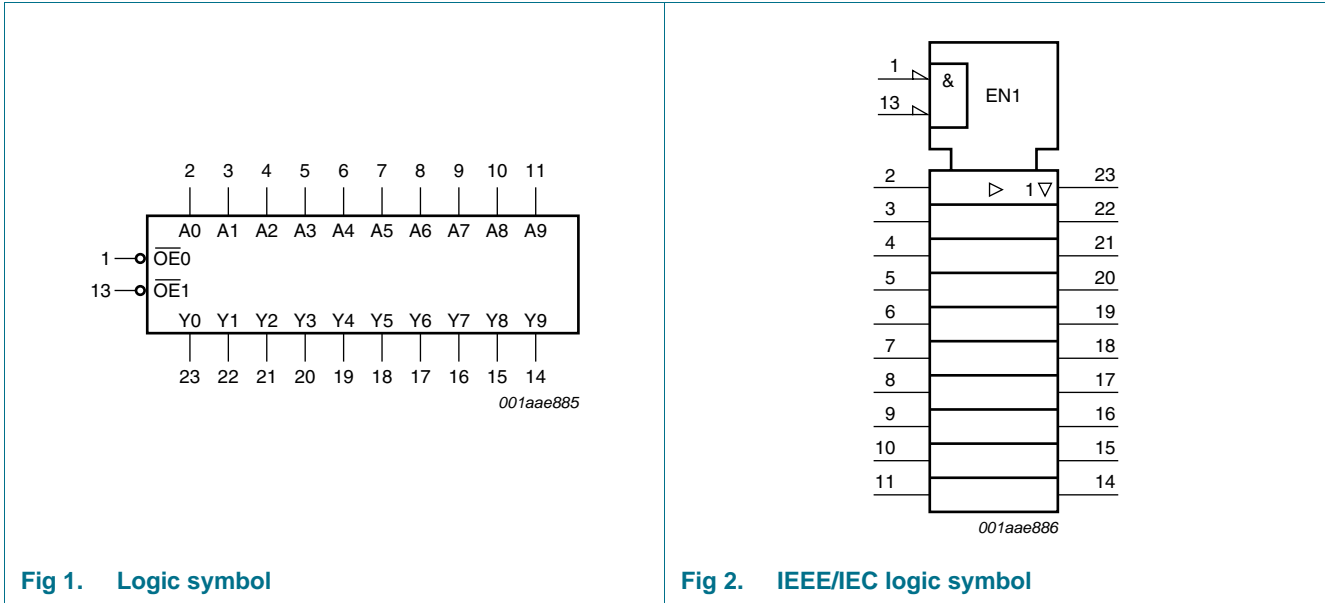 2 3 4 5 6 7 8 9 10 11
A0 A1 A2 A3 A4 A5 A6 A7 A8 A9
1 OE0
13 OE1
Y0 Y1 Y2 Y3 Y4 Y5 Y6 Y7 Y8 Y9
23 22 21 20 19 18 17 16 15 14
001aae885
Fig 1. Logic symbol
1
&
EN1
13
2 1 23
3 22
4 21
5 20
6 19
7 18
8 17
9 16
10 15
11 14
001aae886
Fig 2. IEEE/IEC logic symbol